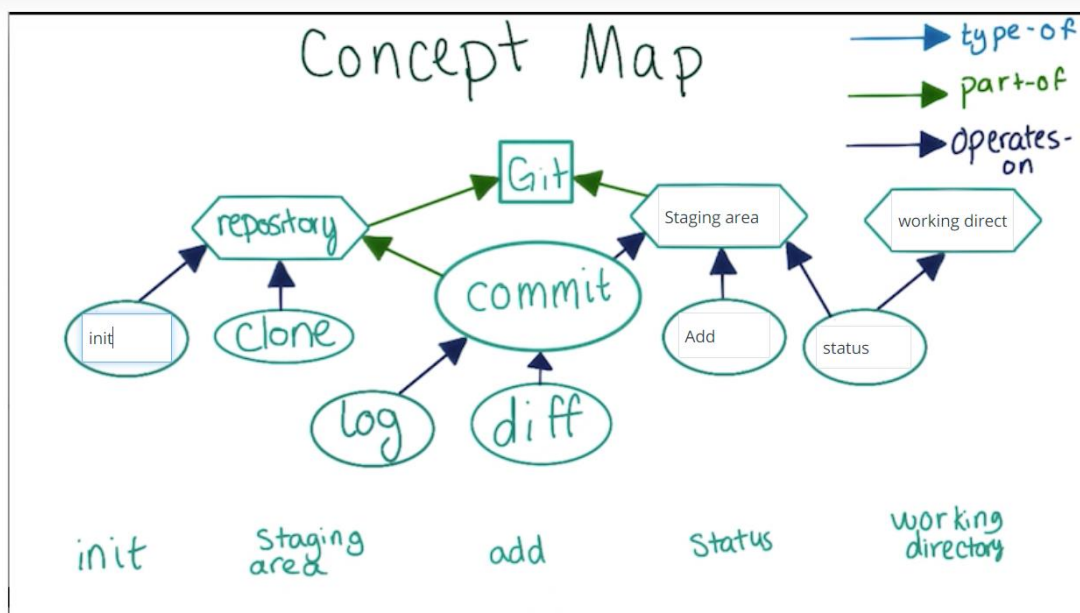 Concept Map
type-of
part-of
operates-
on
Git
repository
Staging area
working direct
commit
init
clone
Add
status
log
diff
init
Staging
area
add
Status
working
directory